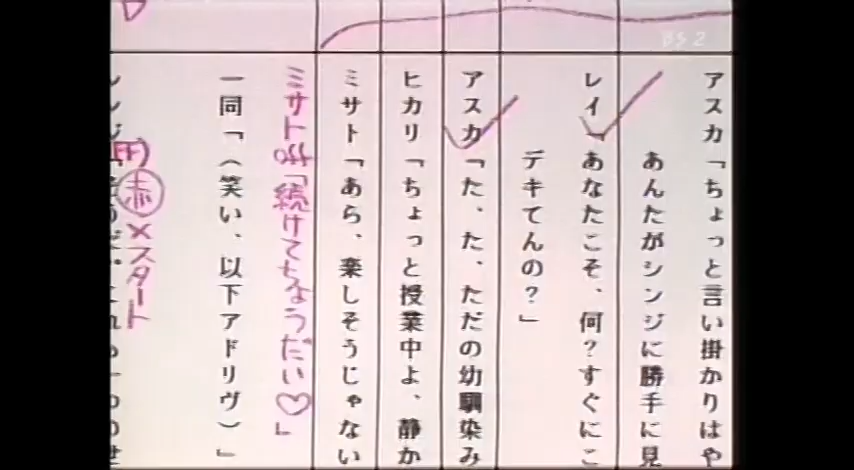 BS2
アスカ「ちょっと言い掛かりはや
あんたがシンジに勝手に見
レイ「あなたこそ、何?すぐにこ
デキてんの?」
アスカ「た、た、ただの幼馴染み
ヒカリ「ちょっと授業中よ、静か
ミサト「あら、楽しそうじゃない
ミサト「続けてちょうだい♡」
一同「(笑い、以下アドリヴ)」
赤 ×スタート